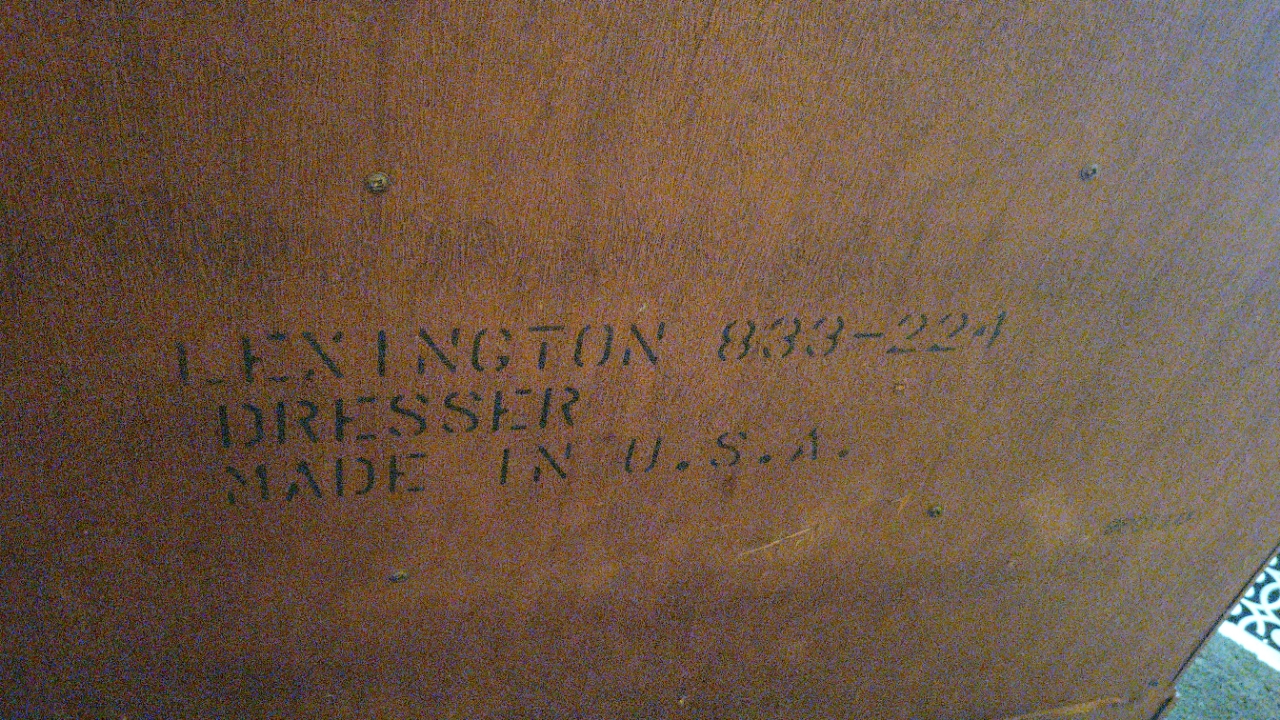 LEXINGTON 833-224
DRESSER
MADE IN U.S.A.